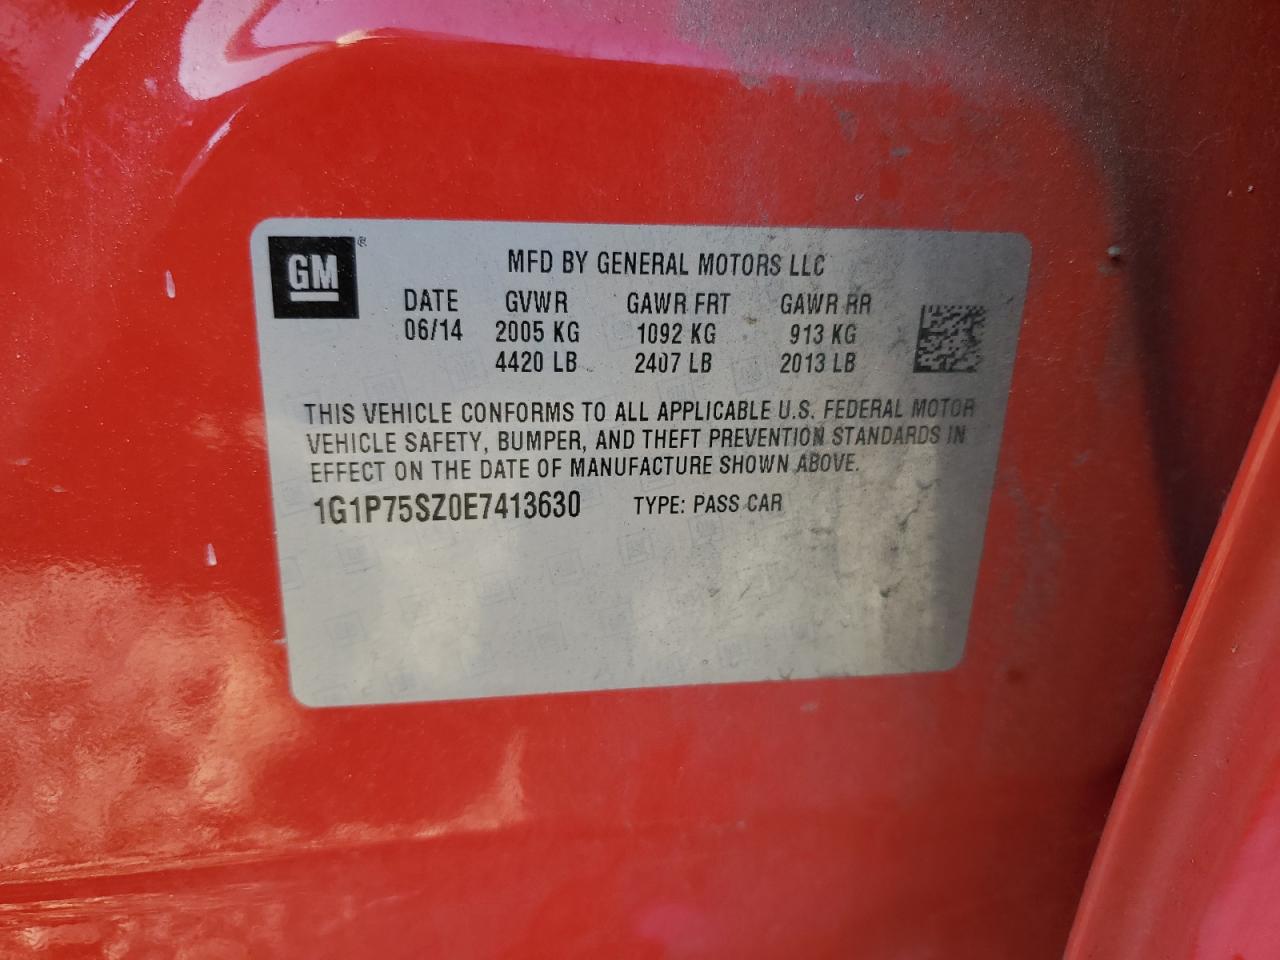 GM®
MFD BY GENERAL MOTORS LLC
DATE GVWR GAWR FRT GAWR RR
06/14 2005 KG 1092 KG 913 KG
4420 LB 2407 LB 2013 LB
THIS VEHICLE CONFORMS TO ALL APPLICABLE U.S. FEDERAL MOTOR
VEHICLE SAFETY, BUMPER, AND THEFT PREVENTION STANDARDS IN
EFFECT ON THE DATE OF MANUFACTURE SHOWN ABOVE.
1G1P75SZ0E7413630 TYPE: PASS CAR